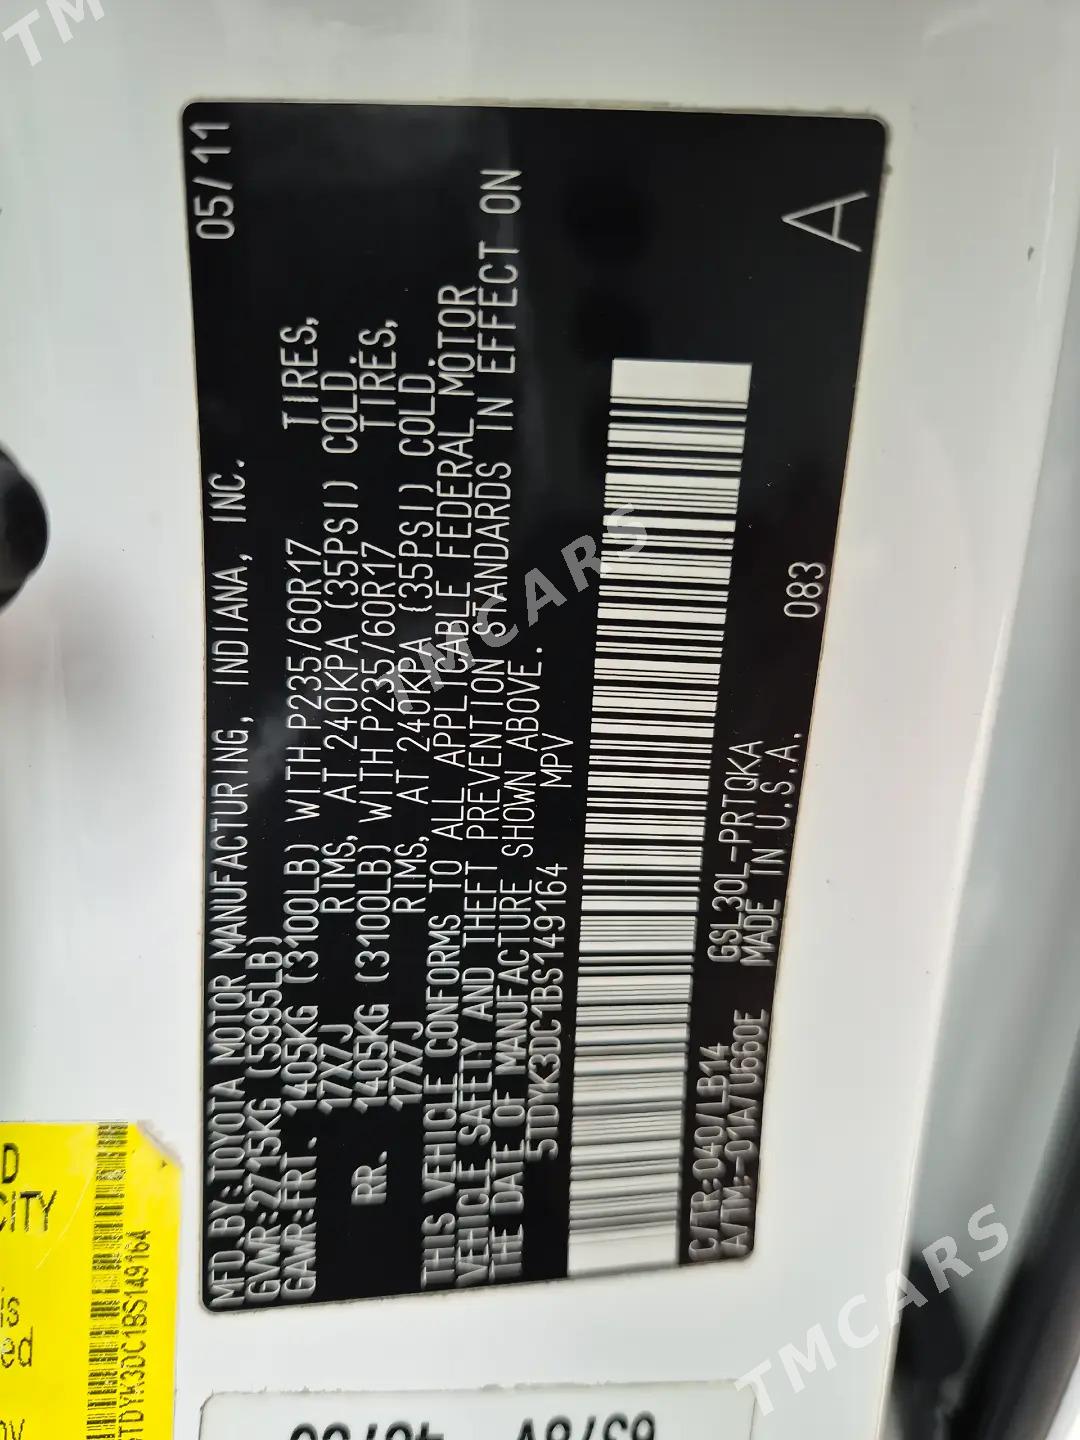 MFD BY:TOYOTA MOTOR MANUFACTURING, INDIANA, INC. 05/11
GVWR:2715KG (5995LB)
GAWR:FRT. 1405KG (3100LB) WITH P235/60R17 TIRES,
17X7J RIMS, AT 240KPA (35PSI) COLD.
RR. 1405KG (3100LB) WITH P235/60R17 TIRES,
17X7J RIMS, AT 240KPA (35PSI) COLD.
THIS VEHICLE CONFORMS TO ALL APPLICABLE FEDERAL MOTOR
VEHICLE SAFETY AND THEFT PREVENTION STANDARDS IN EFFECT ON
THE DATE OF MANUFACTURE SHOWN ABOVE.
5TDYK3DC1BS149164 MPV
C/TR:040/LB14 GSL30L-PRTQKA 083
A/TM:-01A/U660E MADE IN U.S.A.
A
CITY
5TDYK3DC1BS149164
TMCARS
TMCARS